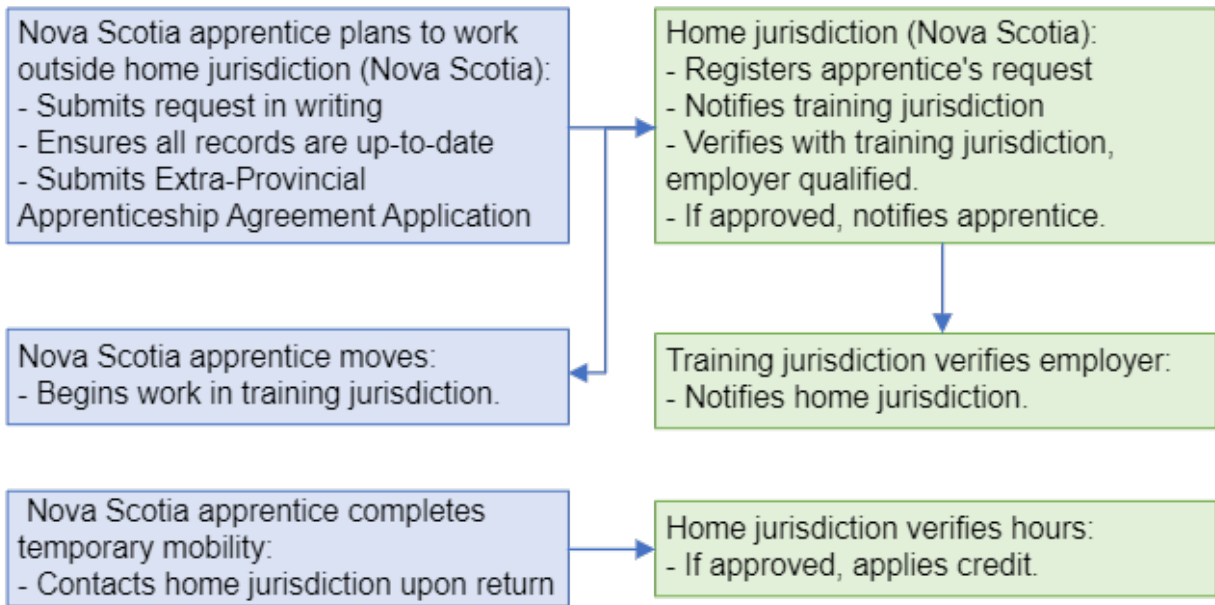 Nova Scotia apprentice plans to work
outside home jurisdiction (Nova Scotia):
- Submits request in writing
- Ensures all records are up-to-date
- Submits Extra-Provincial
Apprenticeship Agreement Application
Home jurisdiction (Nova Scotia):
- Registers apprentice's request
- Notifies training jurisdiction
- Verifies with training jurisdiction,
employer qualified.
- If approved, notifies apprentice.
Nova Scotia apprentice moves:
- Begins work in training jurisdiction.
Training jurisdiction verifies employer:
- Notifies home jurisdiction.
Nova Scotia apprentice completes
temporary mobility:
- Contacts home jurisdiction upon return
Home jurisdiction verifies hours:
- If approved, applies credit.